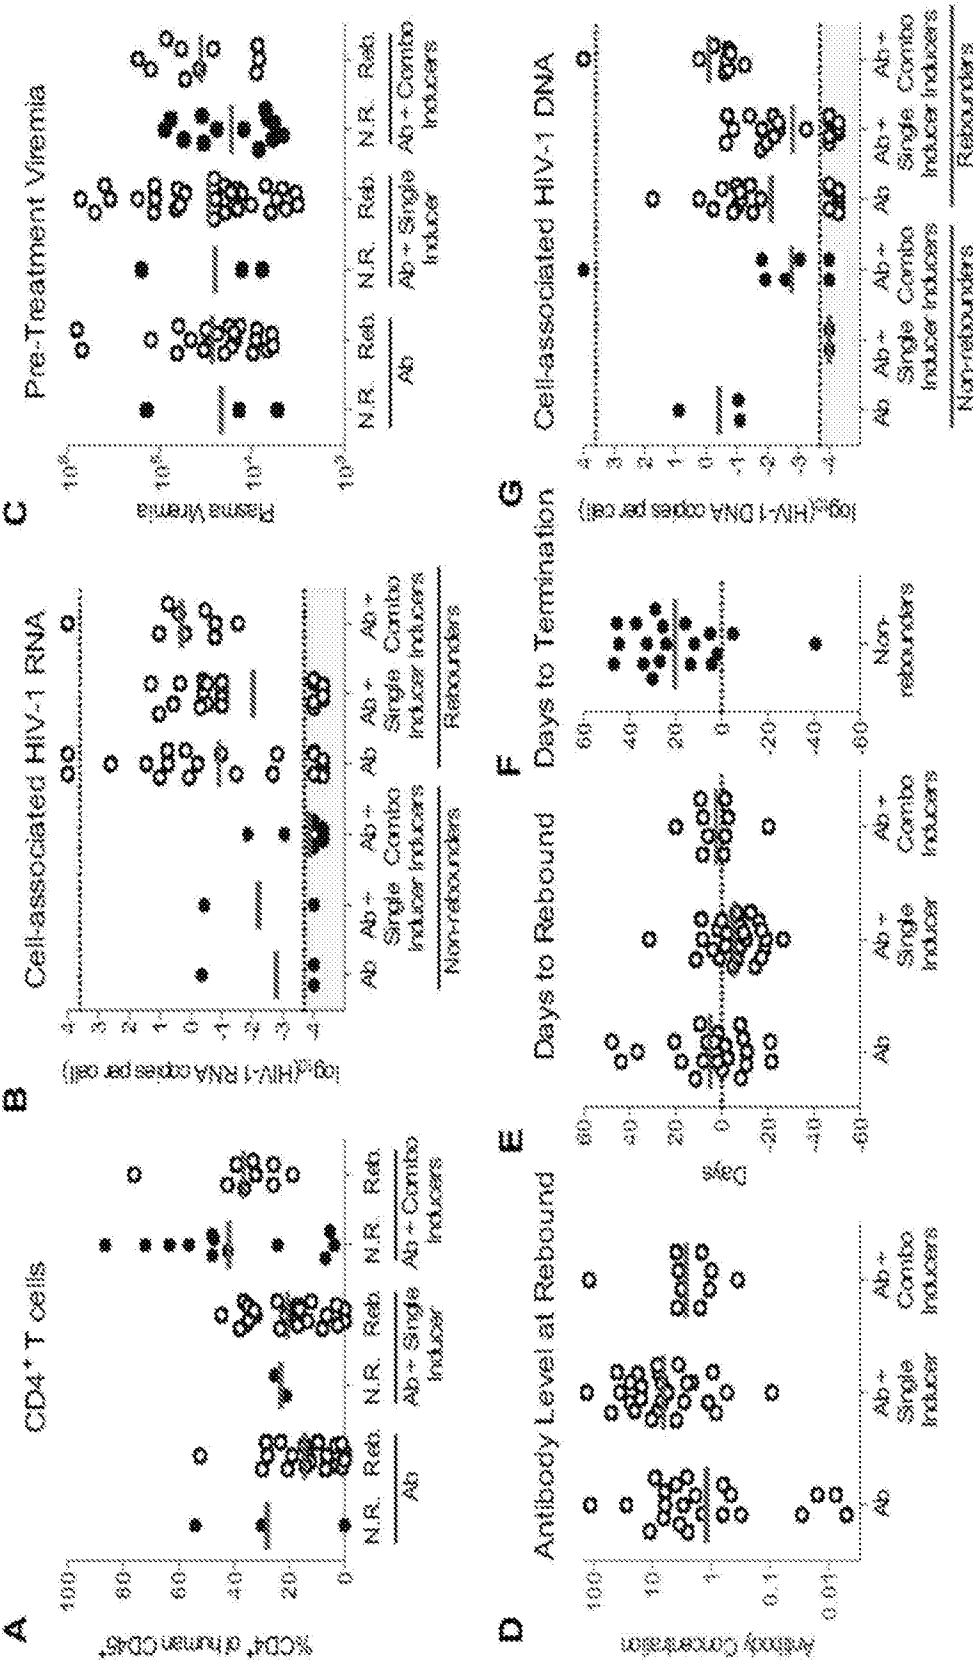 A
CD4⁺ T cells
%CD4⁺ of human CD45⁺
100
80
60
40
20
0
N.R. Reb. N.R. Reb. N.R. Reb.
Ab Ab + Single Ab + Combo
Inducer Inducers
B
Cell-associated HIV-1 RNA
log₁₀(HIV-1 RNA copies per cell)
4
3
2
1
0
-1
-2
-3
-4
Ab Ab + Ab + Ab Ab + Ab +
Single Combo Single Combo
Inducer Inducers Inducer Inducers
Non-rebounders Rebounders
C
Pre-Treatment Viremia
Plasma Viremia
10⁶
10⁵
10⁴
10³
N.R. Reb. N.R. Reb. N.R. Reb.
Ab Ab + Single Ab + Combo
Inducer Inducers
D
Antibody Level at Rebound
Antibody Concentration
100
10
1
0.1
0.01
Ab Ab + Ab +
Single Combo
Inducer Inducers
E
Days to Rebound
Days
60
40
20
0
-20
-40
-60
Ab Ab + Ab +
Single Combo
Inducer Inducers
F
Days to Termination
60
40
20
0
-20
-40
-60
Non-
rebounders
G
Cell-associated HIV-1 DNA
log₁₀(HIV-1 DNA copies per cell)
4
3
2
1
0
-1
-2
-3
-4
Ab Ab + Ab + Ab Ab + Ab +
Single Combo Single Combo
Inducer Inducers Inducer Inducers
Non-rebounders Rebounders